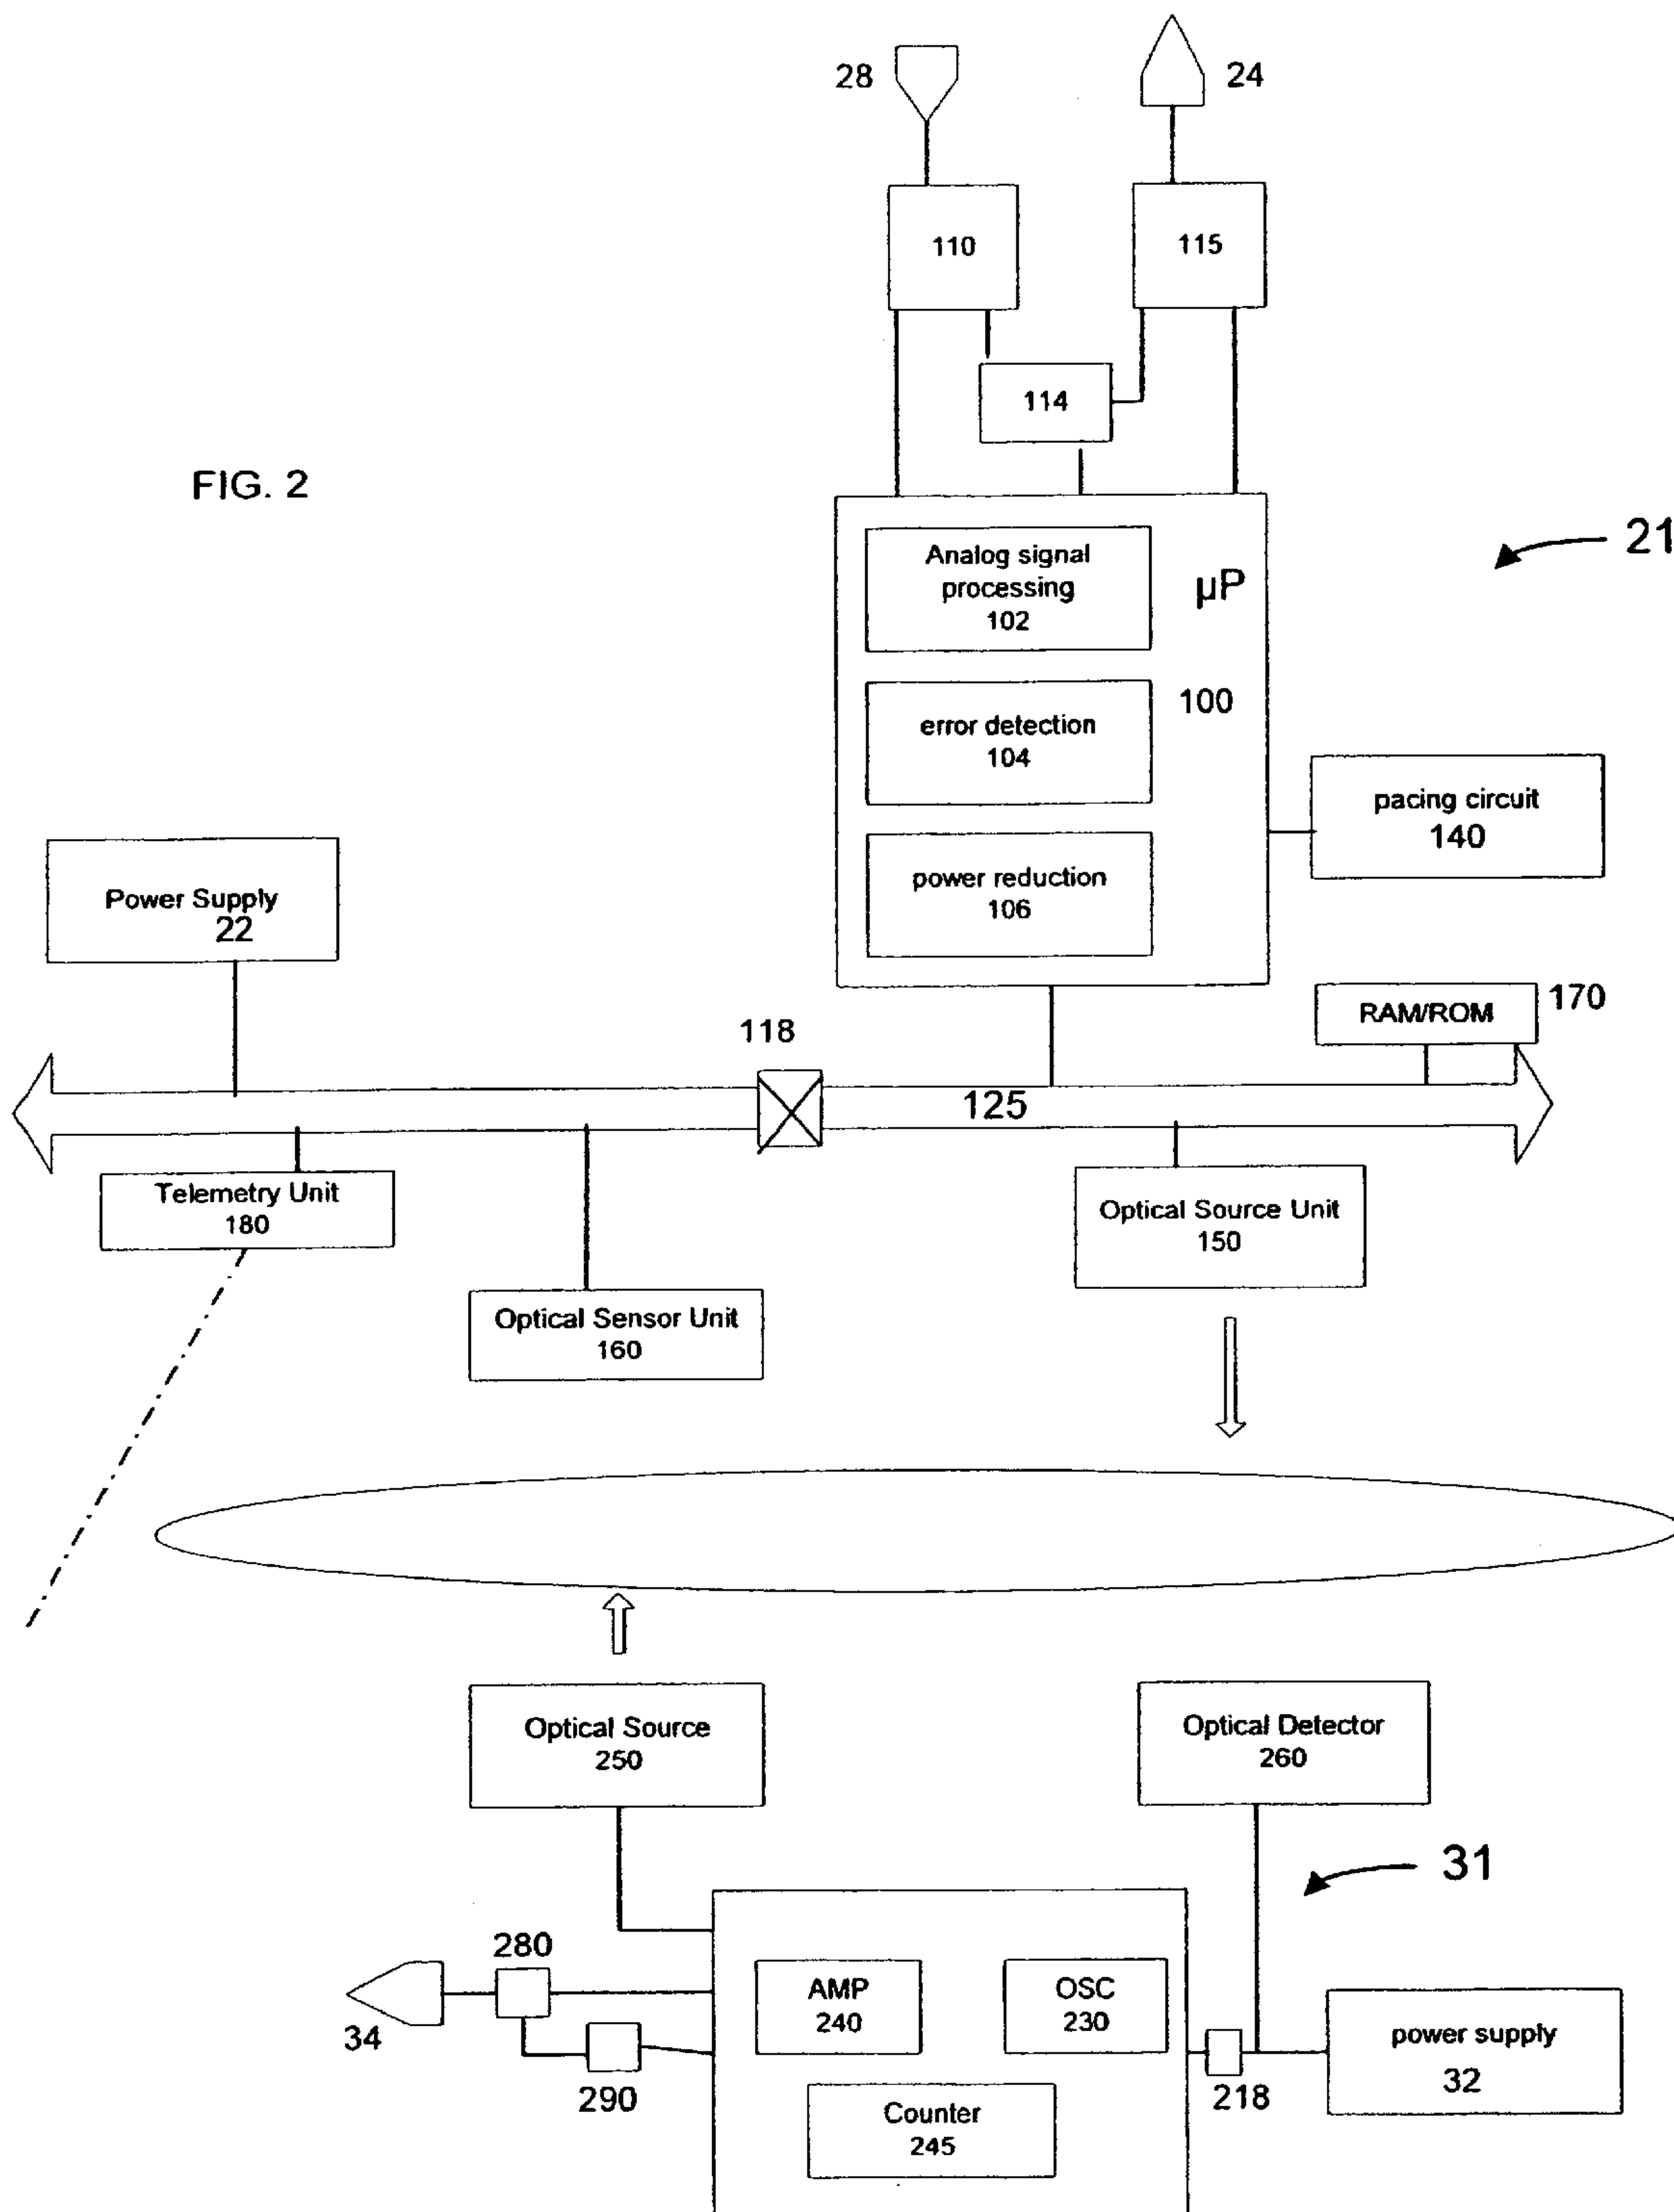 28
24
110
115
114
FIG. 2
21
Analog signal
processing
102
µP
error detection
104
100
pacing circuit
140
power reduction
106
Power Supply
22
RAM/ROM
170
118
125
Telemetry Unit
180
Optical Source Unit
150
Optical Sensor Unit
160
Optical Source
250
Optical Detector
260
31
280
34
AMP
240
OSC
230
290
218
power supply
32
Counter
245